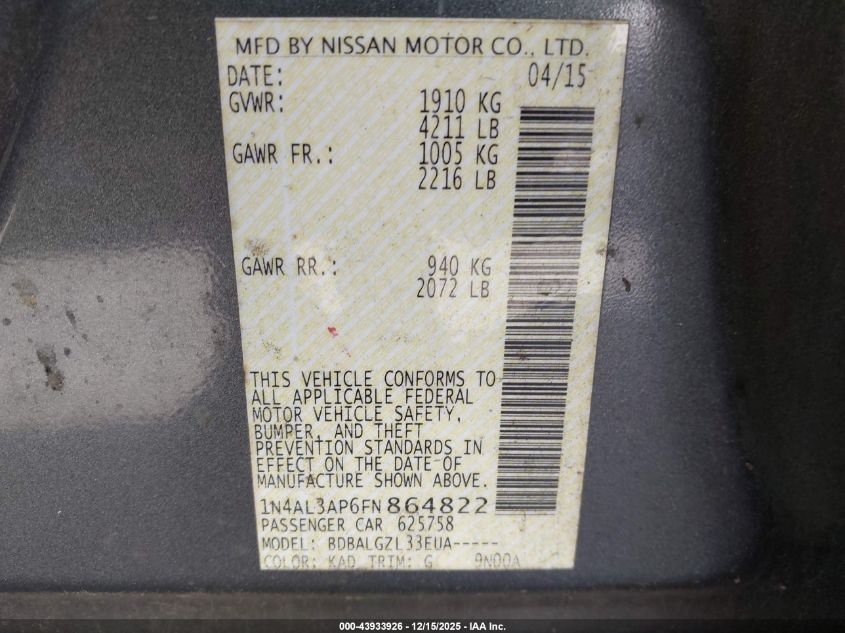 MFD BY NISSAN MOTOR CO., LTD.
DATE: 04/15
GVWR: 1910 KG
4211 LB
GAWR FR.: 1005 KG
2216 LB
GAWR RR.: 940 KG
2072 LB
THIS VEHICLE CONFORMS TO
ALL APPLICABLE FEDERAL
MOTOR VEHICLE SAFETY,
BUMPER, AND THEFT
PREVENTION STANDARDS IN
EFFECT ON THE DATE OF
MANUFACTURE SHOWN ABOVE.
1N4AL3AP6FN864822
PASSENGER CAR 625758
MODEL: BDBALGZL33EUA-----
COLOR: KAD TRIM: G 9N00A
000-43933926 - 12/15/2025 - IAA Inc.